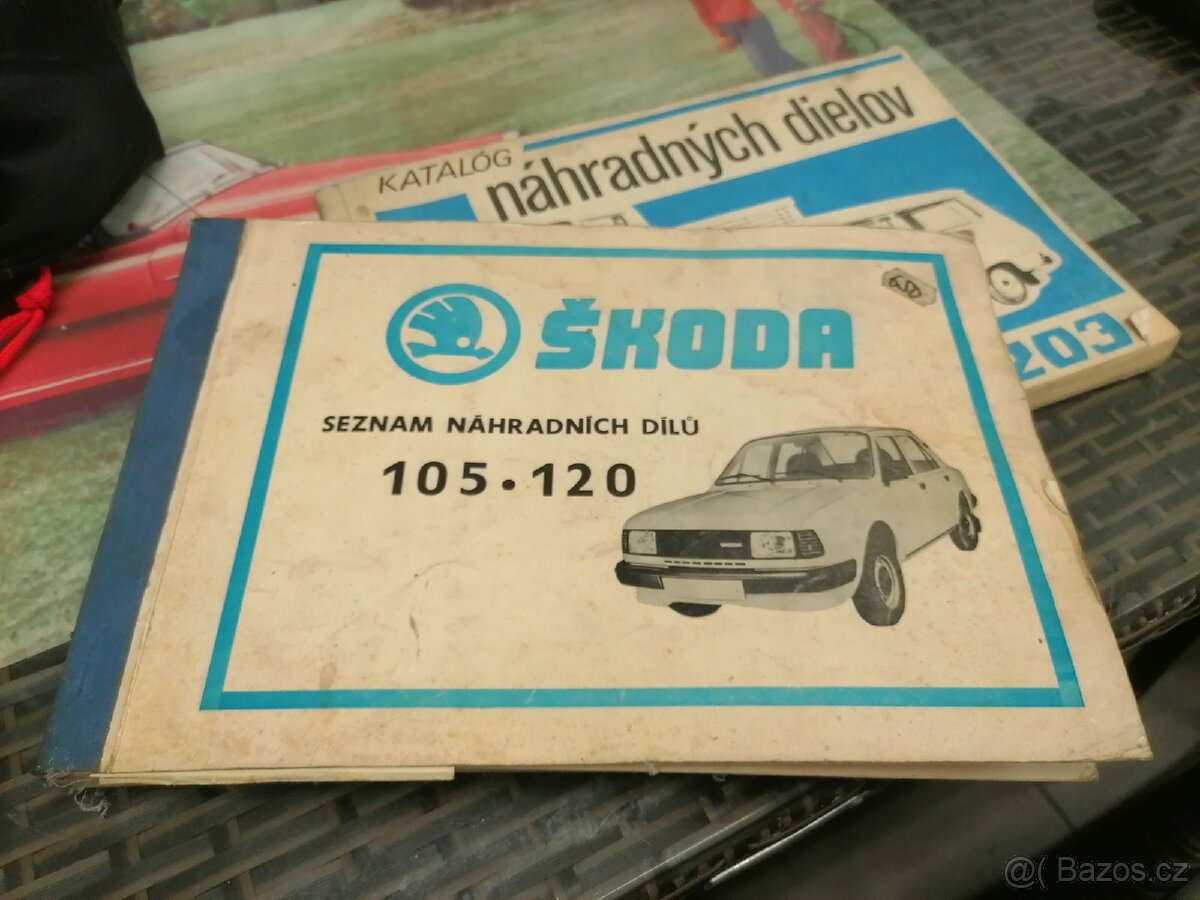 KATALÓG
náhradných dielov
203
ŠKODA
SEZNAM NÁHRADNÍCH DÍLŮ
105 • 120
@( Bazos.cz